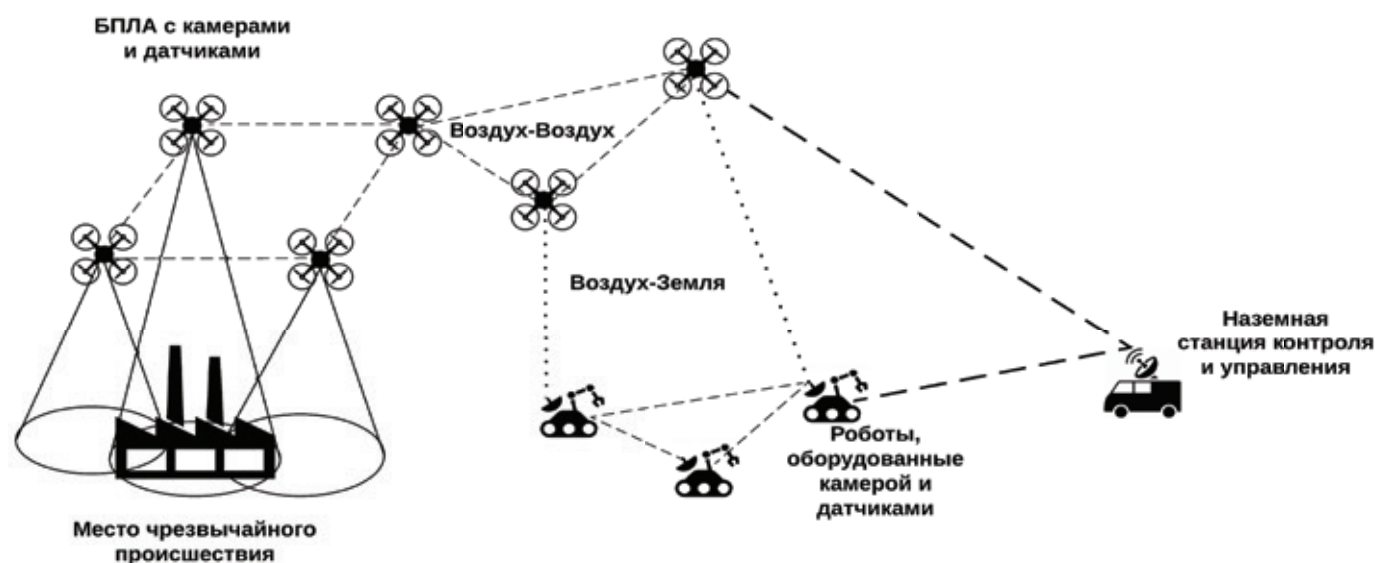 БПЛА с камерами
и датчиками
Воздух-Воздух
Воздух-Земля
Наземная
станция контроля
и управления
Роботы,
оборудованные
камерой и
датчиками
Место чрезвычайного
происшествия